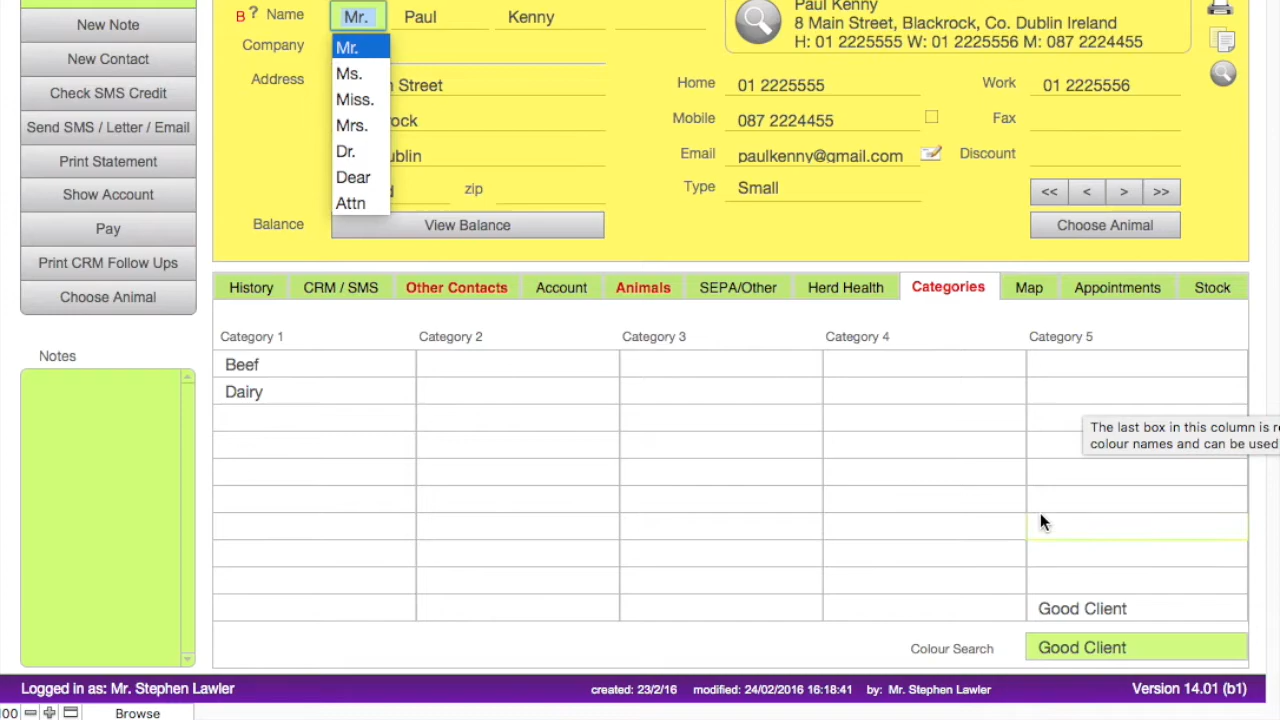 New Note
New Contact
Check SMS Credit
Send SMS / Letter / Email
Print Statement
Show Account
Pay
Print CRM Follow Ups
Choose Animal
Notes
B ? Name Mr. Paul Kenny
Company
Address
Mr.
Ms.
Miss.
Mrs.
Dr.
Dear
Attn
Street
zip
Balance View Balance
Paul Kenny
8 Main Street, Blackrock, Co. Dublin Ireland
H: 01 2225555 W: 01 2225556 M: 087 2224455
Home 01 2225555 Work 01 2225556
Mobile 087 2224455 Fax
Email paulkenny@gmail.com Discount
Type Small
<< < > >>
Choose Animal
History CRM / SMS Other Contacts Account Animals SEPA/Other Herd Health Categories Map Appointments Stock
Category 1 Category 2 Category 3 Category 4 Category 5
Beef
Dairy
The last box in this column is
colour names and can be used
Good Client
Colour Search Good Client
Logged in as: Mr. Stephen Lawler created: 23/2/16 modified: 24/02/2016 16:18:41 by: Mr. Stephen Lawler Version 14.01 (b1)
Browse